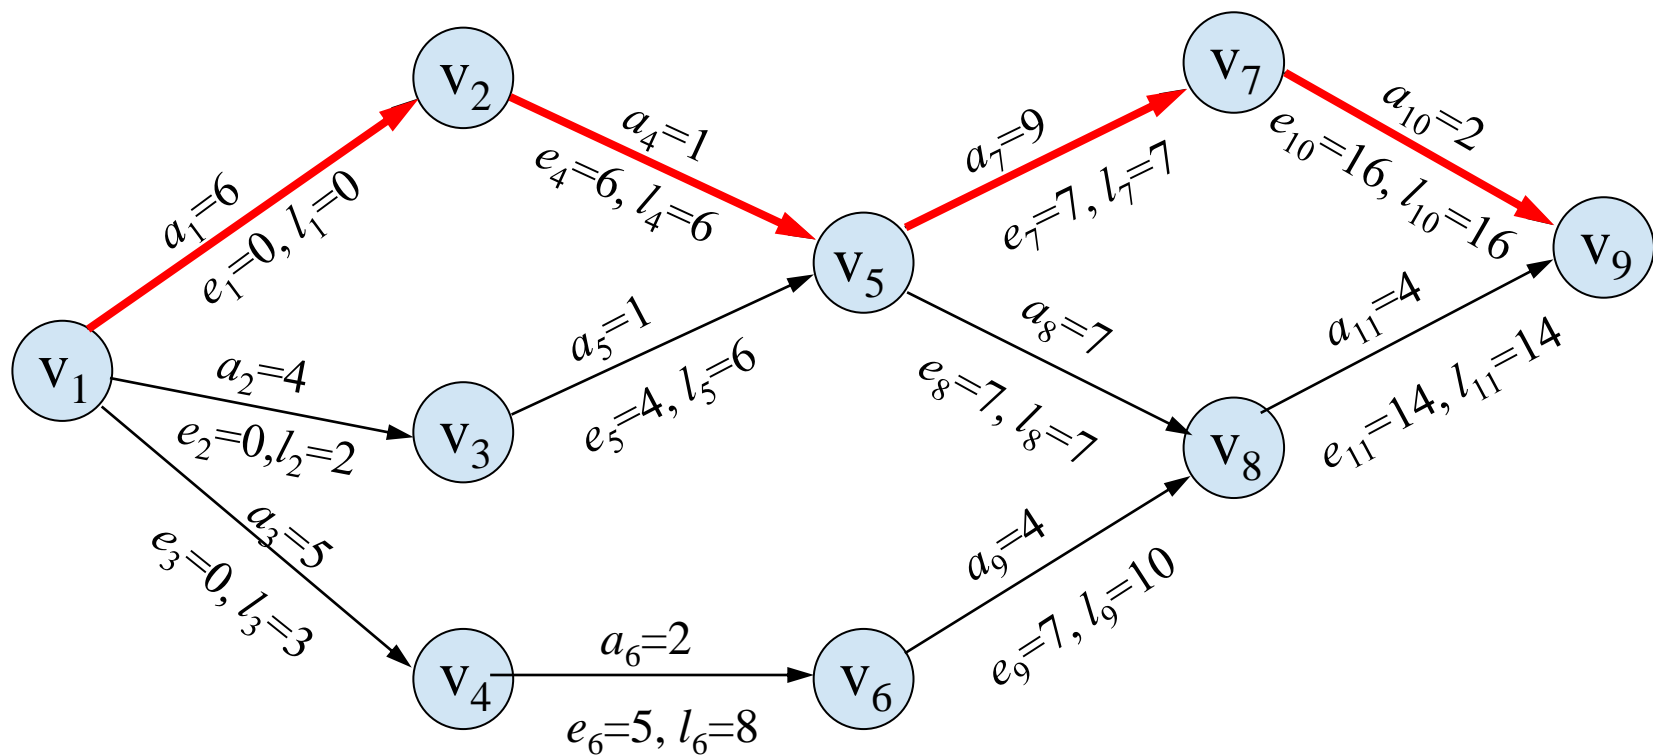 v1
v2
v3
v4
v5
v6
v7
v8
v9
a1=6
e1=0, l1=0
a2=4
e2=0,l2=2
a3=5
e3=0, l3=3
a4=1
e4=6, l4=6
a5=1
e5=4, l5=6
a6=2
e6=5, l6=8
a7=9
e7=7, l7=7
a8=7
e8=7, l8=7
a9=4
e9=7, l9=10
a10=2
e10=16, l10=16
a11=4
e11=14, l11=14